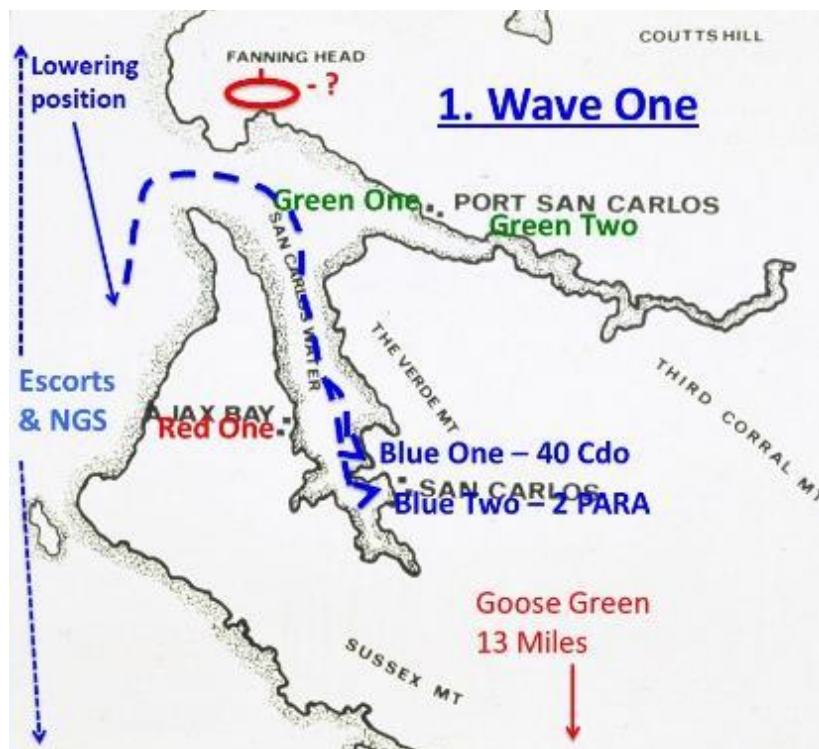 COUTTS HILL
Lowering
position
FANNING HEAD
- ?
1. Wave One
Green One
PORT SAN CARLOS
Green Two
SAN CARLOS WATER
THE VERDE MT
THIRD CORRAL MT
Escorts
& NGS
AJAX BAY
Red One
Blue One – 40 Cdo
SAN CARLOS
Blue Two – 2 PARA
Goose Green
13 Miles
SUSSEX MT